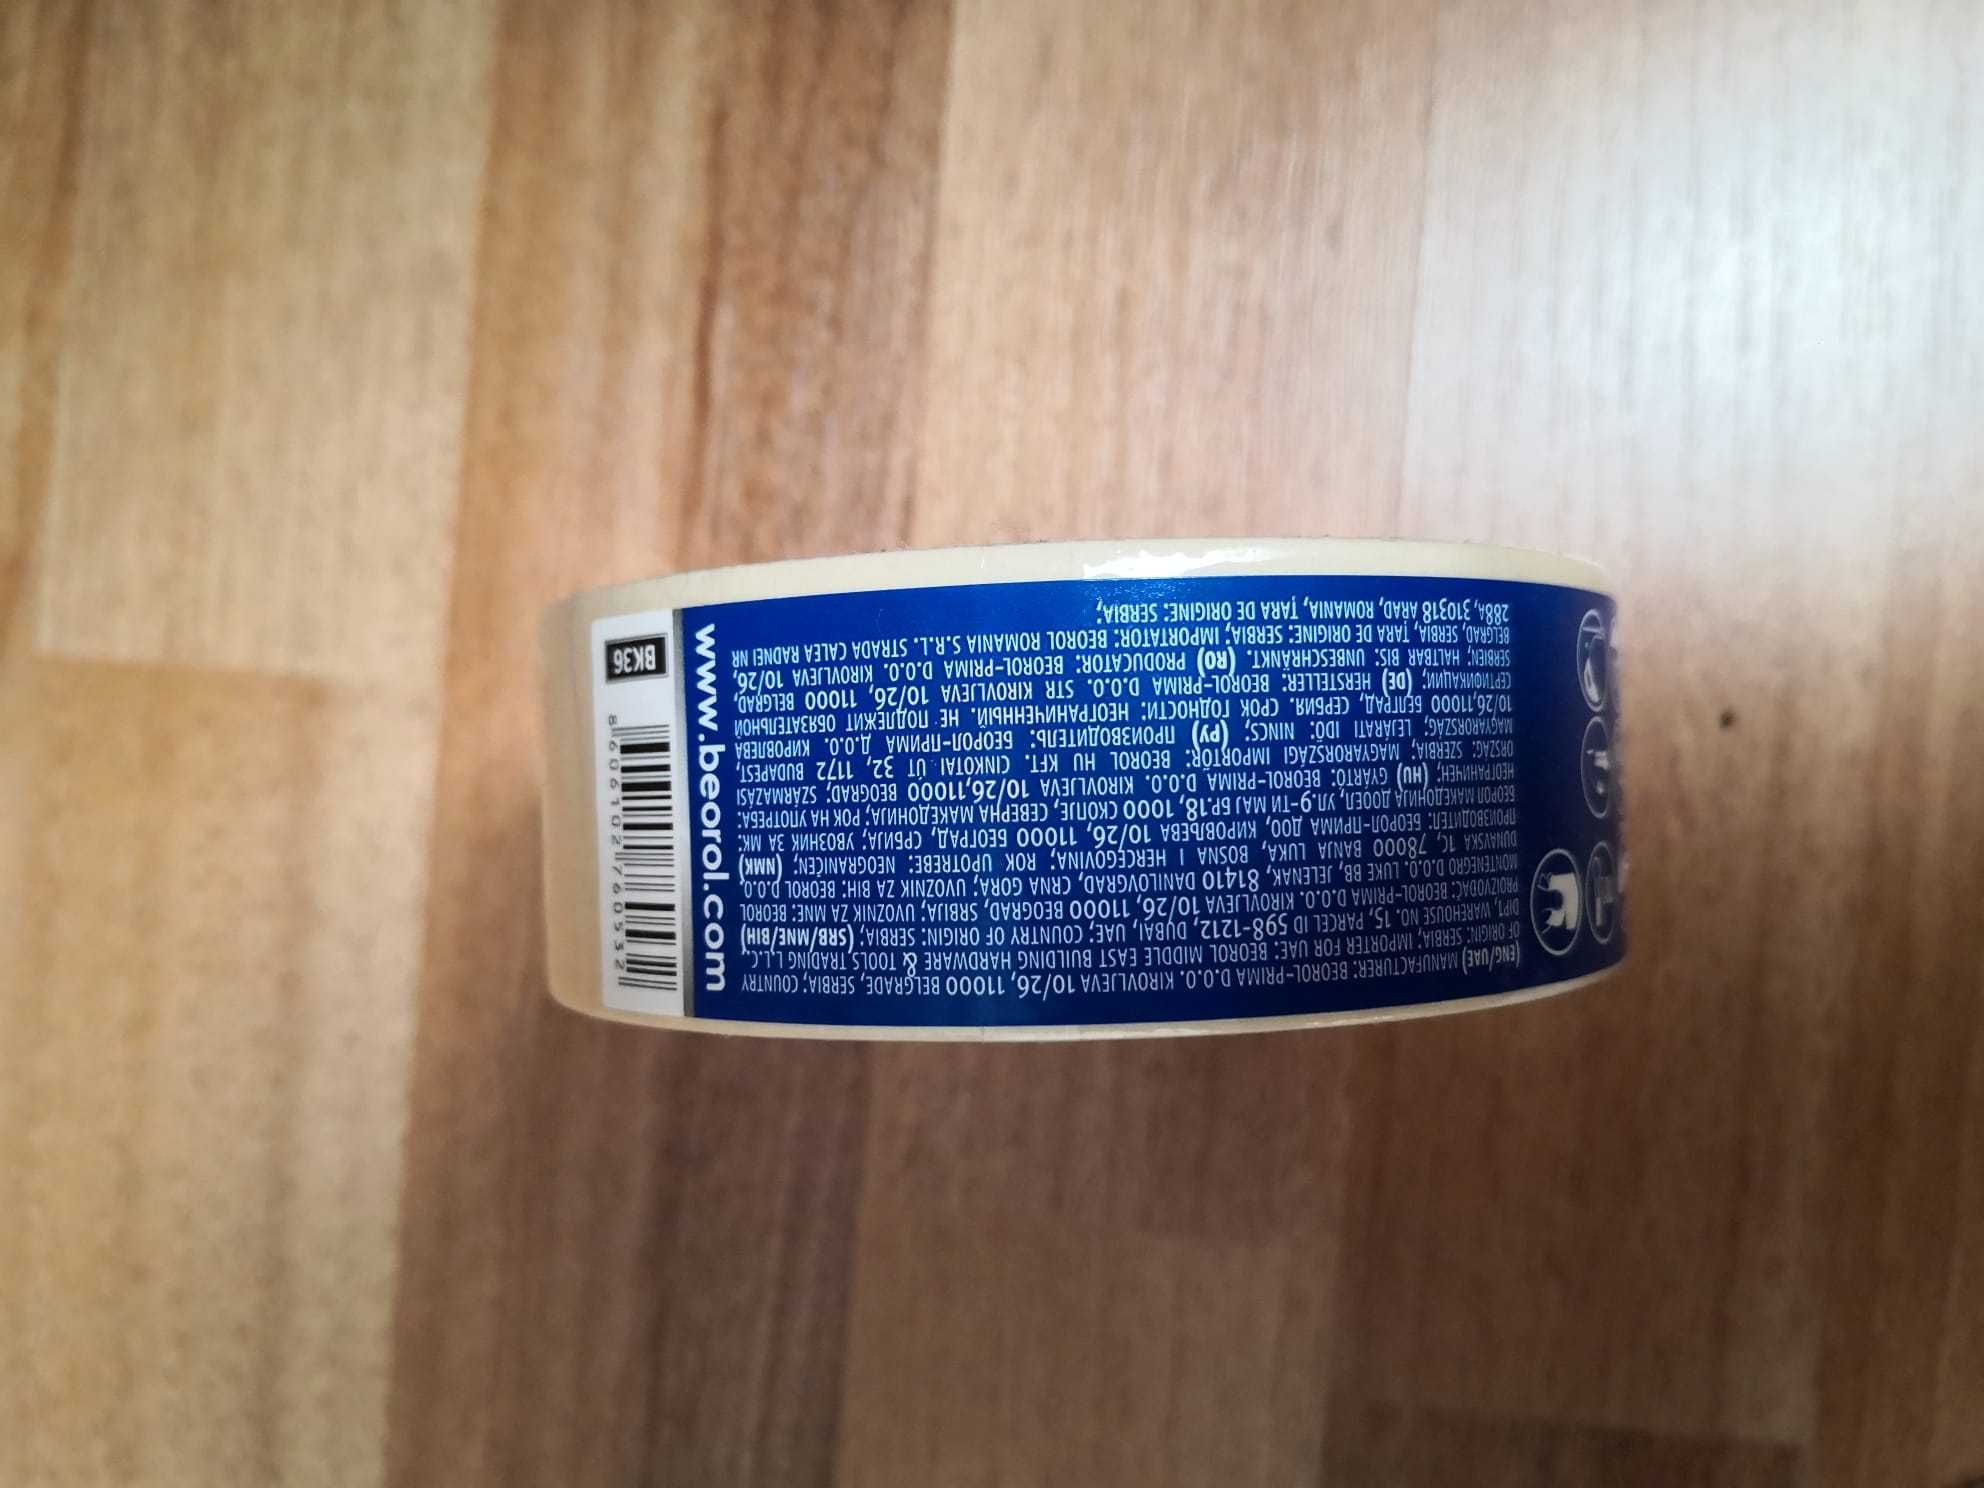 (ENG/UAE) MANUFACTURER: BEOROL-PRIMA D.O.O. KIROVLJEVA 10/26, 11000 BELGRADE, SERBIA; COUNTRY
OF ORIGIN: SERBIA; IMPORTER FOR UAE: BEOROL MIDDLE EAST BUILDING HARDWARE & TOOLS TRADING L.L.C.,
DIP1, WAREHOUSE NO. 15, PARCEL ID 598-1212, DUBAI, UAE; COUNTRY OF ORIGIN: SERBIA; (SRB/MNE/BIH)
PROIZVOĐAČ: BEOROL-PRIMA D.O.O. KIROVLJEVA 10/26, 11000 BEOGRAD, SRBIJA; UVOZNIK ZA MNE: BEOROL
MONTENEGRO D.O.O. LUKE BB, JELENAK, 81410 DANILOVGRAD, CRNA GORA; UVOZNIK ZA BIH: BEOROL D.O.O.
DUNAVSKA 1C, 78000 BANJA LUKA, BOSNA I HERCEGOVINA; ROK UPOTREBE: NEOGRANIČEN; (NMK)
ПРОИЗВОДИТЕЛ: БЕОРОЛ-ПРИМА ДОО, КИРОВЉЕВА 10/26, 11000 БЕОГРАД, СРБИЈА; УВОЗНИК ЗА МК:
БЕОРОЛ МАКЕДОНИЈА ДООЕЛ, УЛ.9-ТИ МАЈ БР.18, 1000 СКОПЈЕ, СЕВЕРНА МАКЕДОНИЈА; РОК НА УПОТРЕБА:
НЕОГРАНИЧЕН; (HU) GYÁRTÓ: BEOROL-PRIMA D.O.O. KIROVLJEVA 10/26,11000 BEOGRAD; SZÁRMAZÁSI
ORSZÁG: SZERBIA; MAGYARORSZÁGI IMPORTŐR: BEOROL HU KFT. CINKOTAI ÚT 32, 1172 BUDAPEST,
MAGYARORSZÁG; LEJÁRATI IDŐ: NINCS; (РУ) ПРОИЗВОДИТЕЛЬ: БЕОРОЛ-ПРИМА Д.О.О. КИРОВЛЕВА
10/26,11000 БЕЛГРАД, СЕРБИЯ. СРОК ГОДНОСТИ: НЕОГРАНИЧЕННЫЙ. НЕ ПОДЛЕЖИТ ОБЯЗАТЕЛЬНОЙ
СЕРТИФИКАЦИИ; (DE) HERSTELLER: BEOROL-PRIMA D.O.O. STR KIROVLJEVA 10/26, 11000 BELGRAD,
SERBIEN; HALTBAR BIS: UNBESCHRÄNKT. (RO) PRODUCATOR: BEOROL-PRIMA D.O.O. KIROVLJEVA 10/26,
BELGRAD, SERBIA, ȚARA DE ORIGINE: SERBIA; IMPORTATOR: BEOROL ROMANIA S.R.L. STRADA CALEA RADNEI NR
288A, 310318 ARAD, ROMANIA, ȚARA DE ORIGINE: SERBIA;
www.beorol.com
8606102760532
BK36